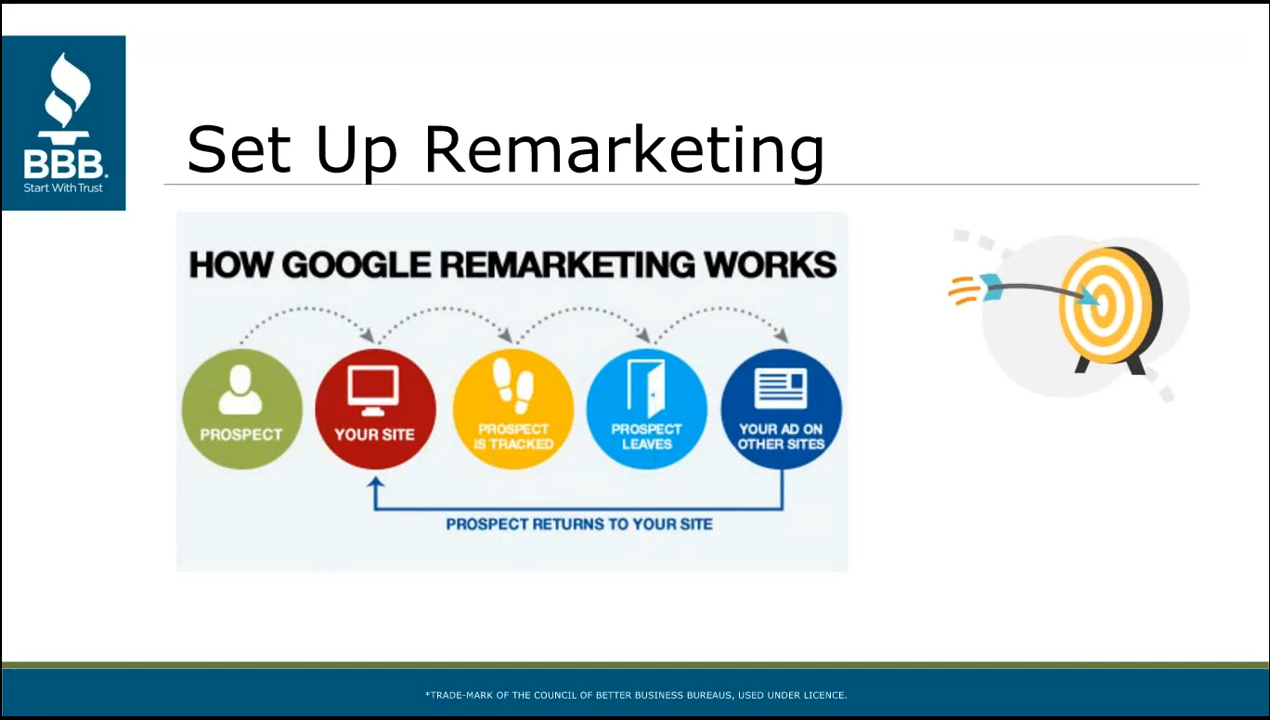 BBB®
Start With Trust
Set Up Remarketing
HOW GOOGLE REMARKETING WORKS
PROSPECT
YOUR SITE
PROSPECT
IS TRACKED
PROSPECT
LEAVES
YOUR AD ON
OTHER SITES
PROSPECT RETURNS TO YOUR SITE
*TRADE-MARK OF THE COUNCIL OF BETTER BUSINESS BUREAUS, USED UNDER LICENCE.